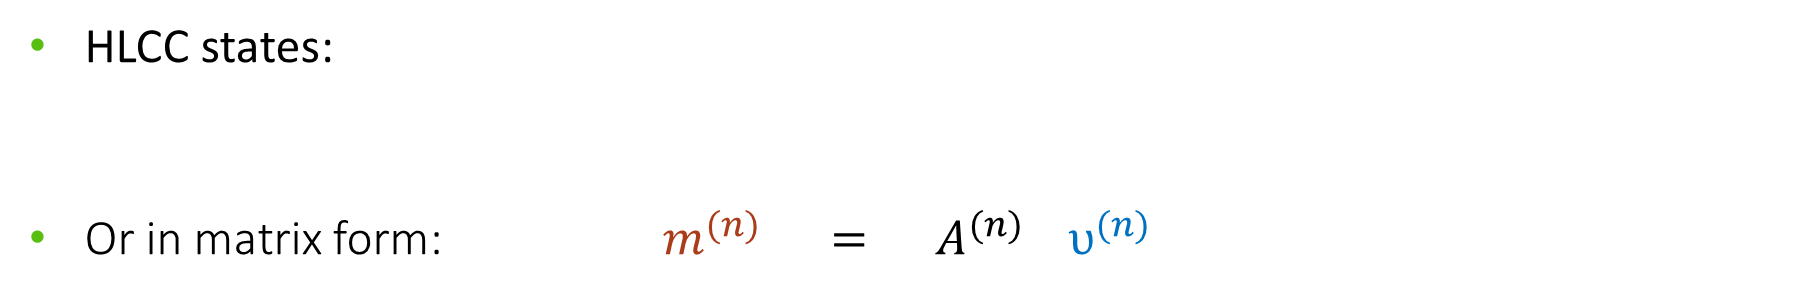 • HLCC states:
• Or in matrix form: m⁽ⁿ⁾ = A⁽ⁿ⁾ υ⁽ⁿ⁾